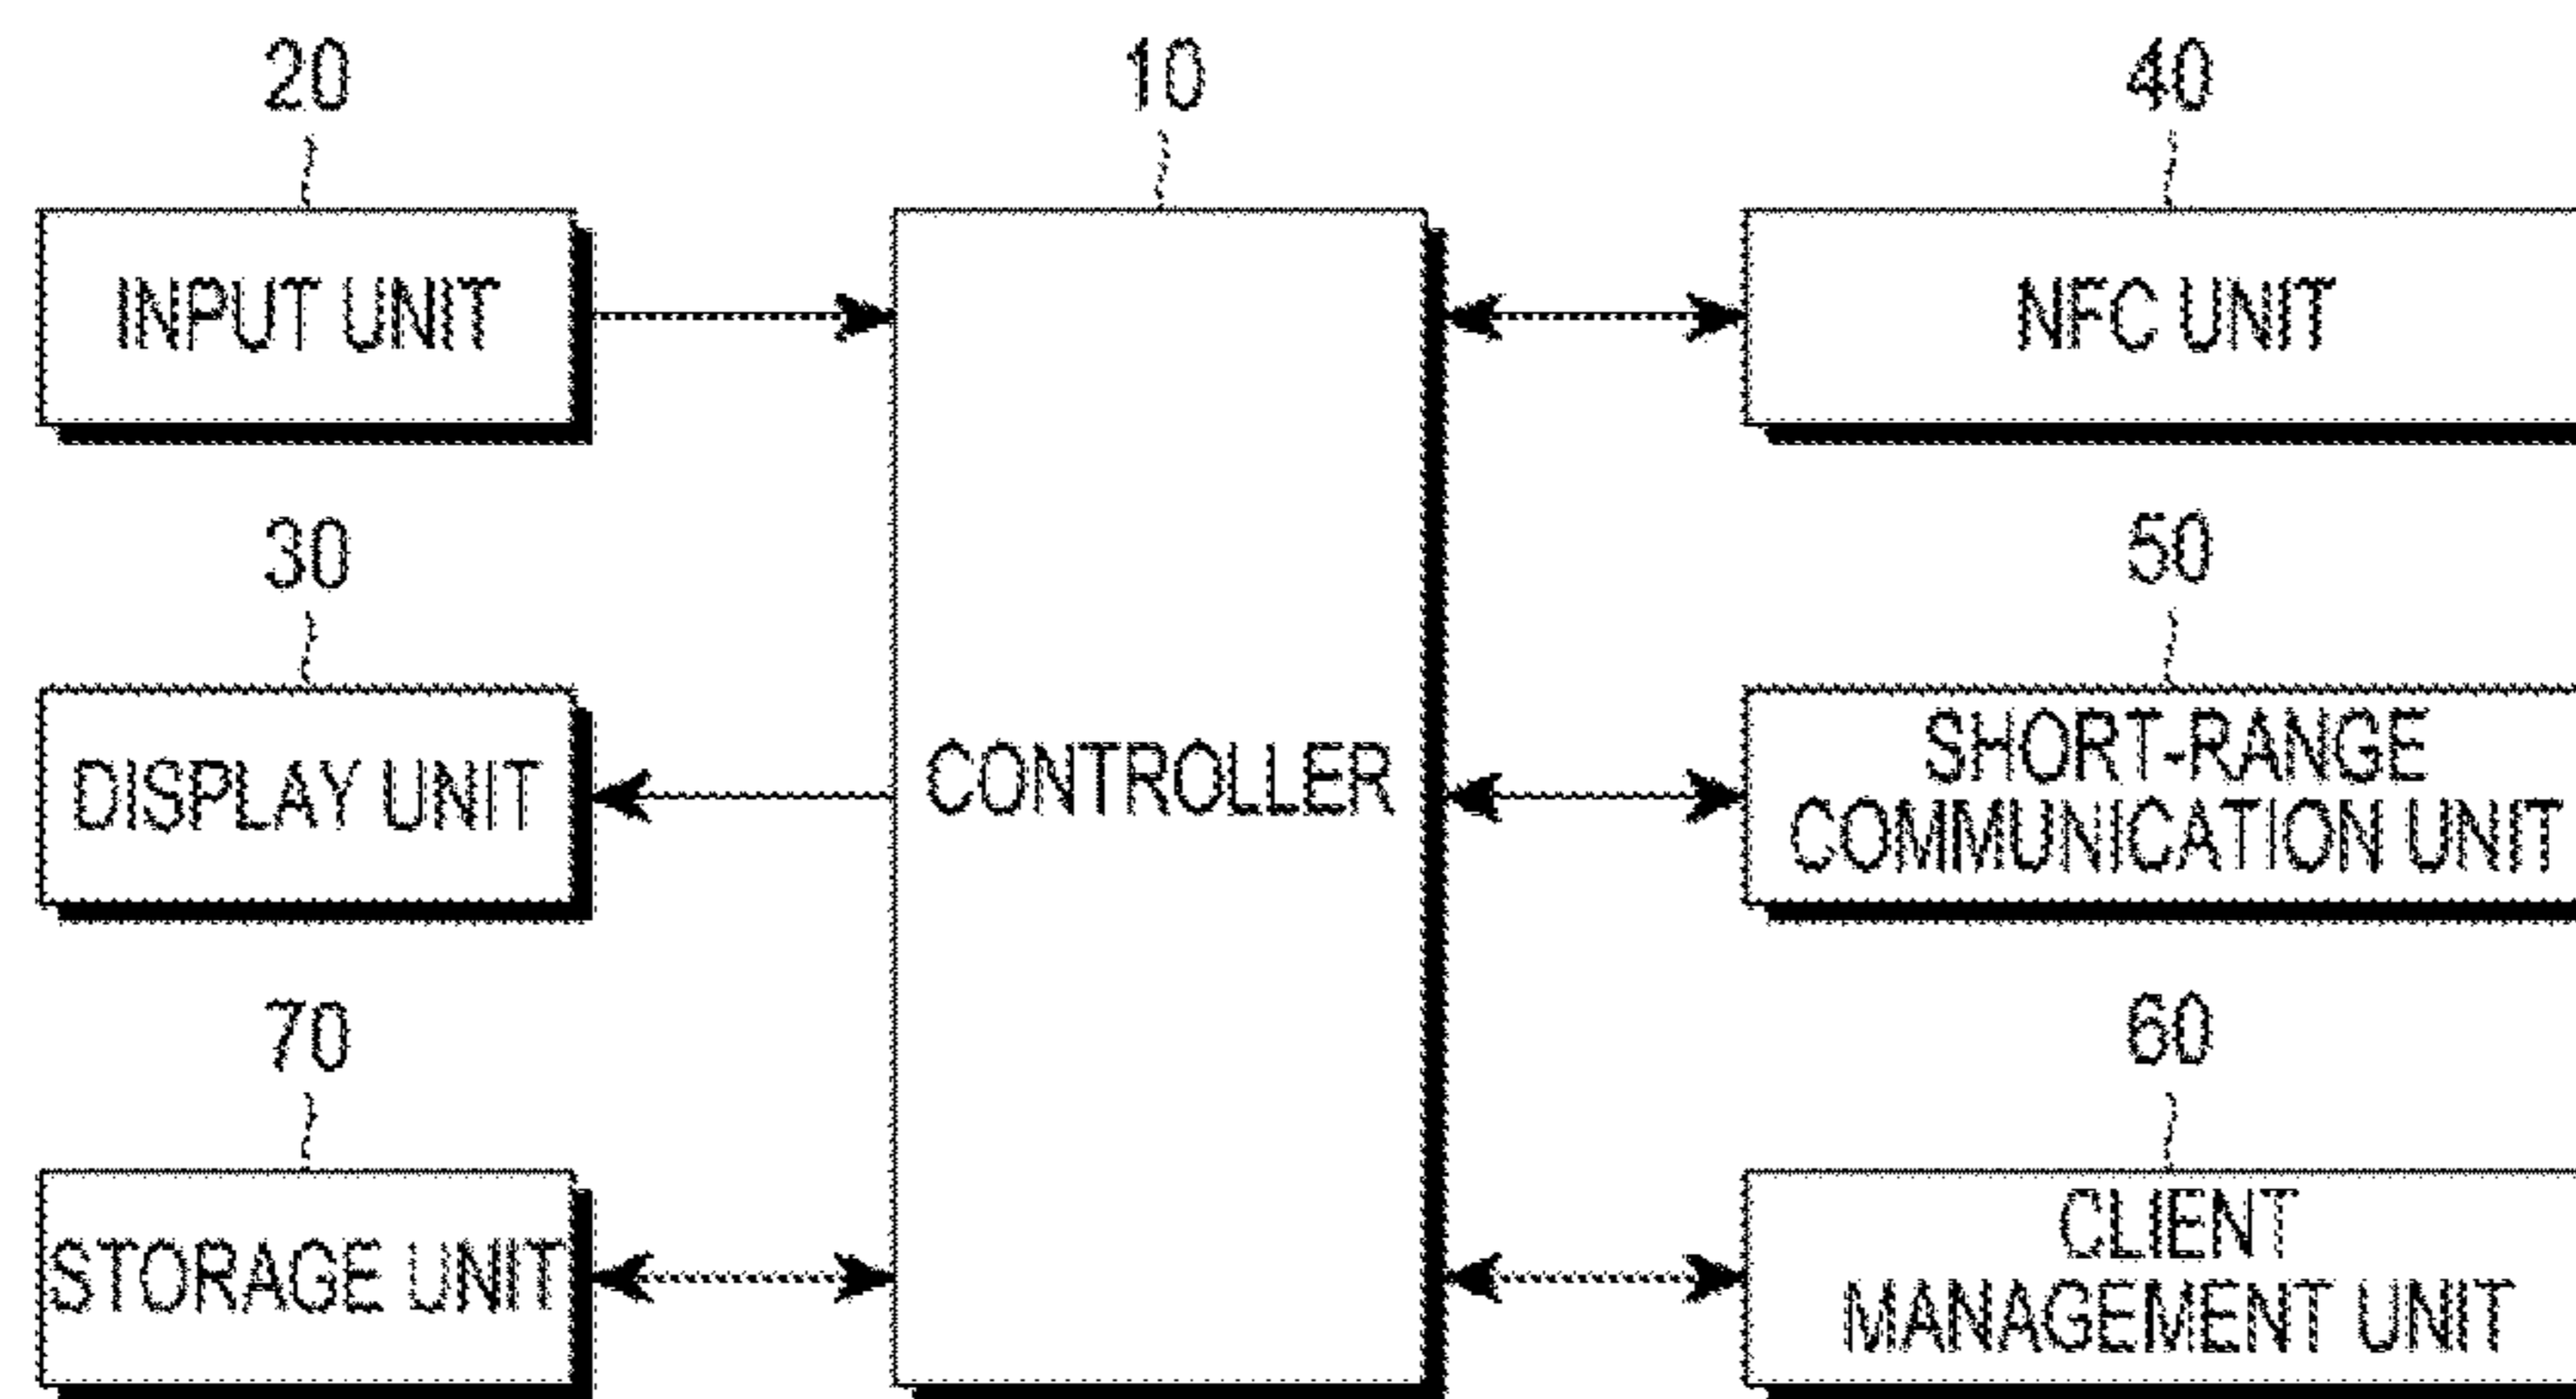 20
10
40
INPUT UNIT
NFC UNIT
30
50
DISPLAY UNIT
CONTROLLER
SHORT-RANGE
COMMUNICATION UNIT
70
60
STORAGE UNIT
CLIENT
MANAGEMENT UNIT